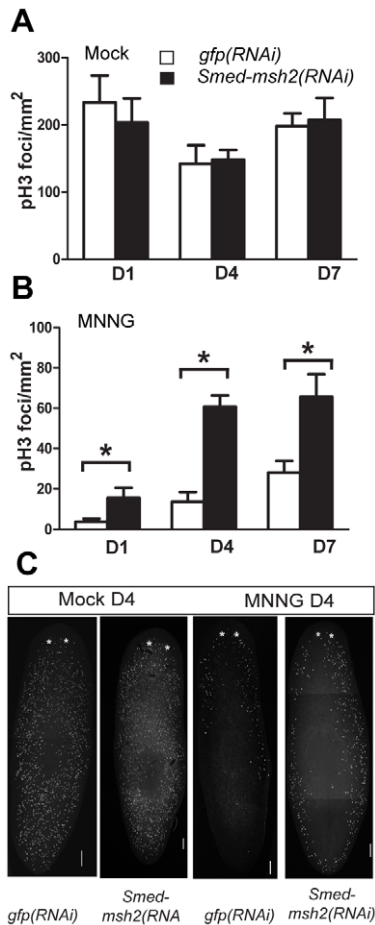 A
Mock
gfp(RNAi)
Smed-msh2(RNAi)
pH3 foci/mm²
300
200
100
0
D1 D4 D7
B
MNNG
pH3 foci/mm²
100
80
60
40
20
0
* * *
D1 D4 D7
C
Mock D4 MNNG D4
* * * * * * * *
gfp(RNAi) Smed-msh2(RNA gfp(RNAi) Smed-msh2(RNAi)